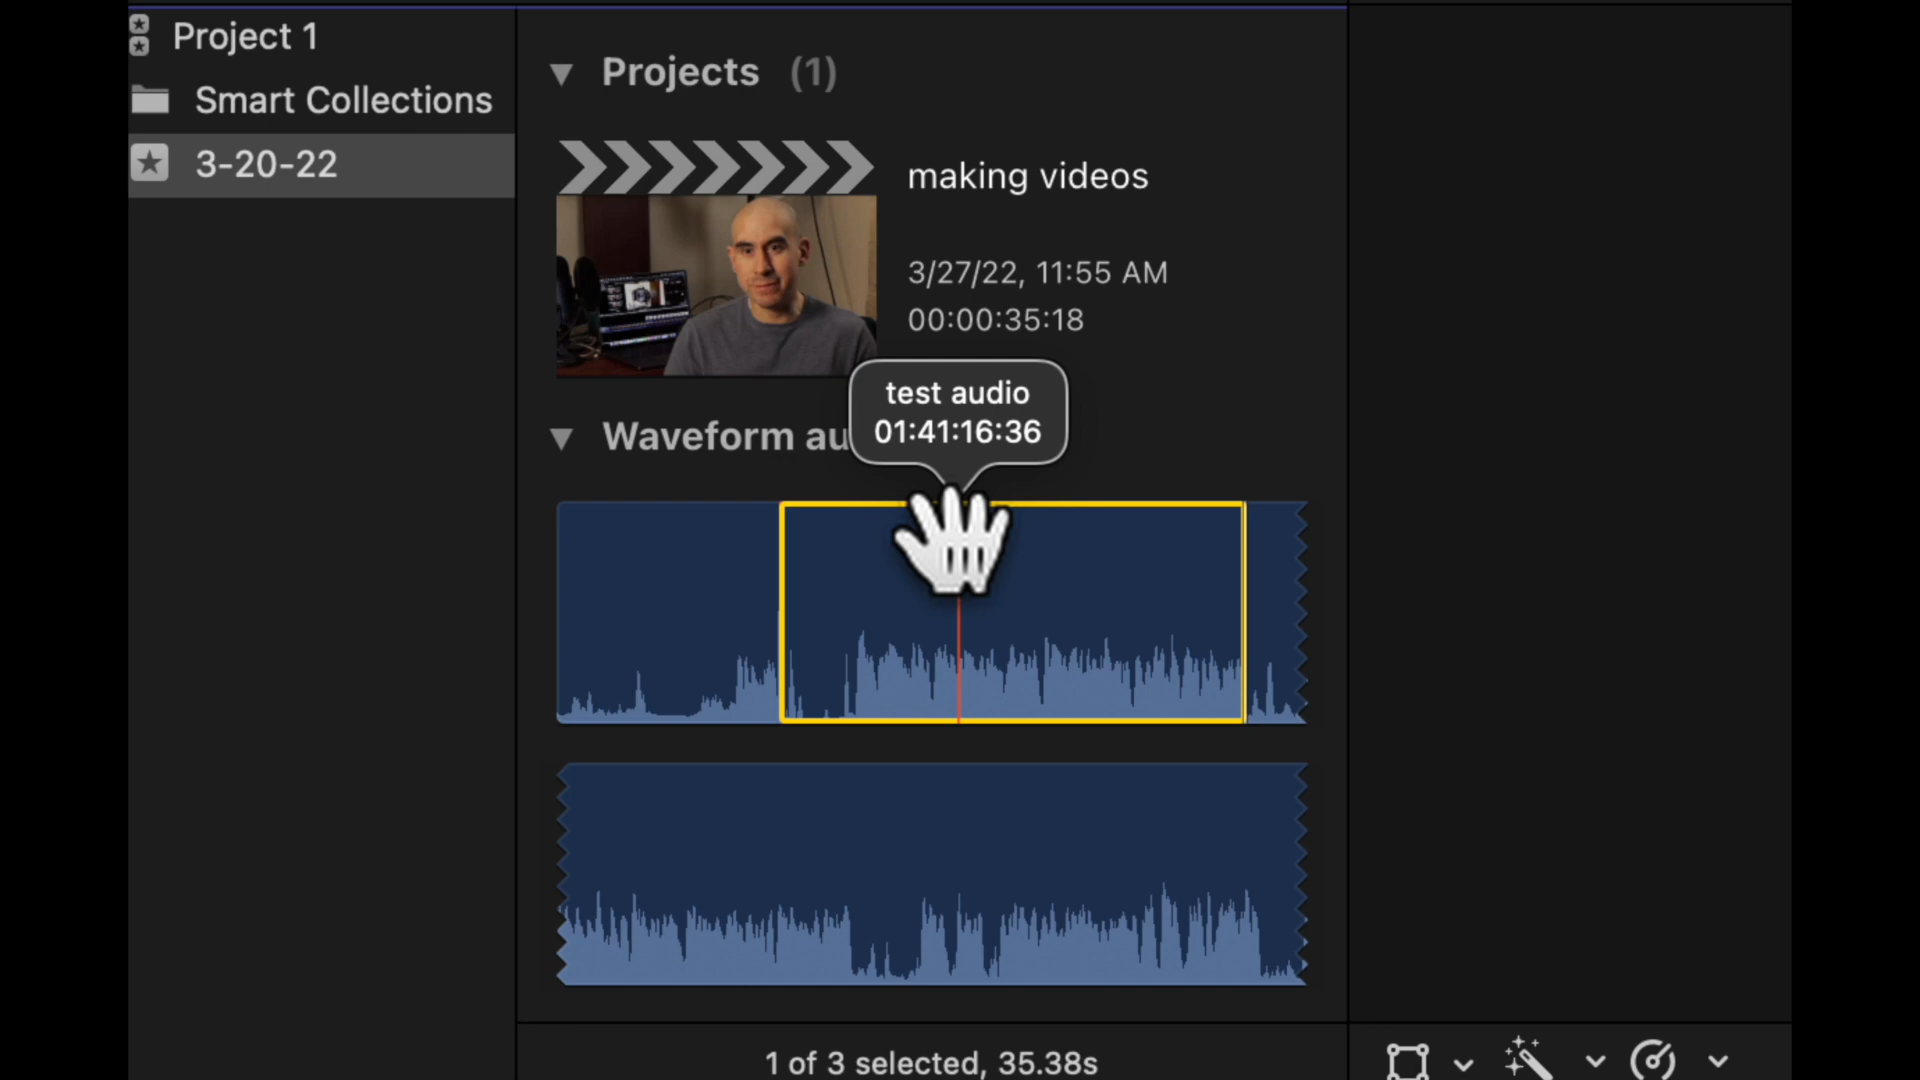 Project 1
Smart Collections
3-20-22
Projects (1)
making videos
3/27/22, 11:55 AM
00:00:35:18
test audio
01:41:16:36
Waveform au
1 of 3 selected, 35.38s